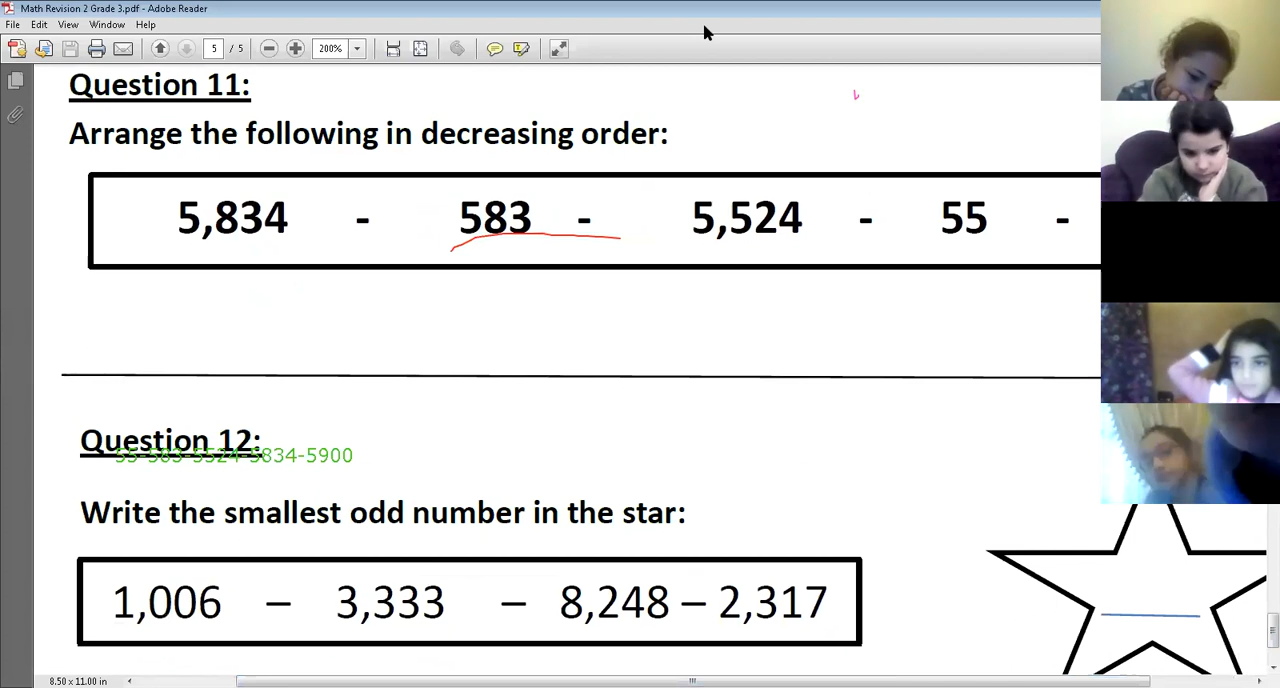 Math Revision 2 Grade 3.pdf - Adobe Reader
File Edit View Window Help
5 / 5 200%
Question 11:
Arrange the following in decreasing order:
5,834 - 583 - 5,524 - 55 -
Question 12:
55-583-5524-5834-5900
Write the smallest odd number in the star:
1,006 – 3,333 – 8,248 – 2,317
8.50 x 11.00 in